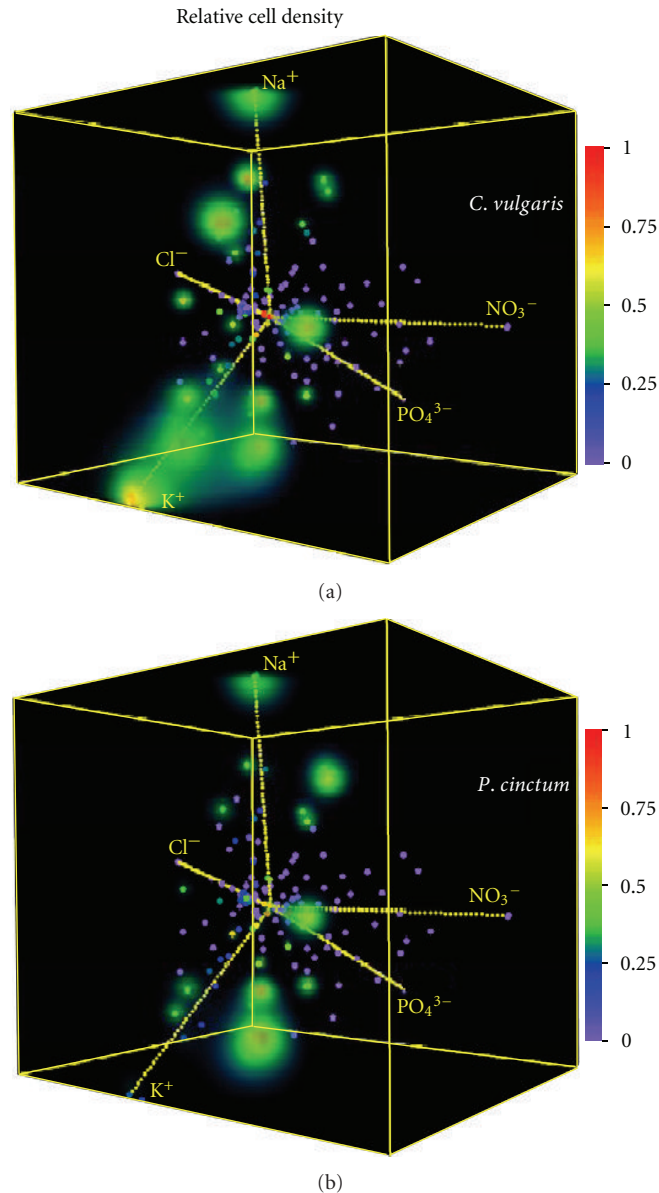 Relative cell density
Na⁺
1
C. vulgaris
0.75
Cl⁻
NO₃⁻
0.5
0.25
PO₄³⁻
0
K⁺
(a)
Na⁺
1
P. cinctum
0.75
Cl⁻
NO₃⁻
0.5
0.25
PO₄³⁻
0
K⁺
(b)